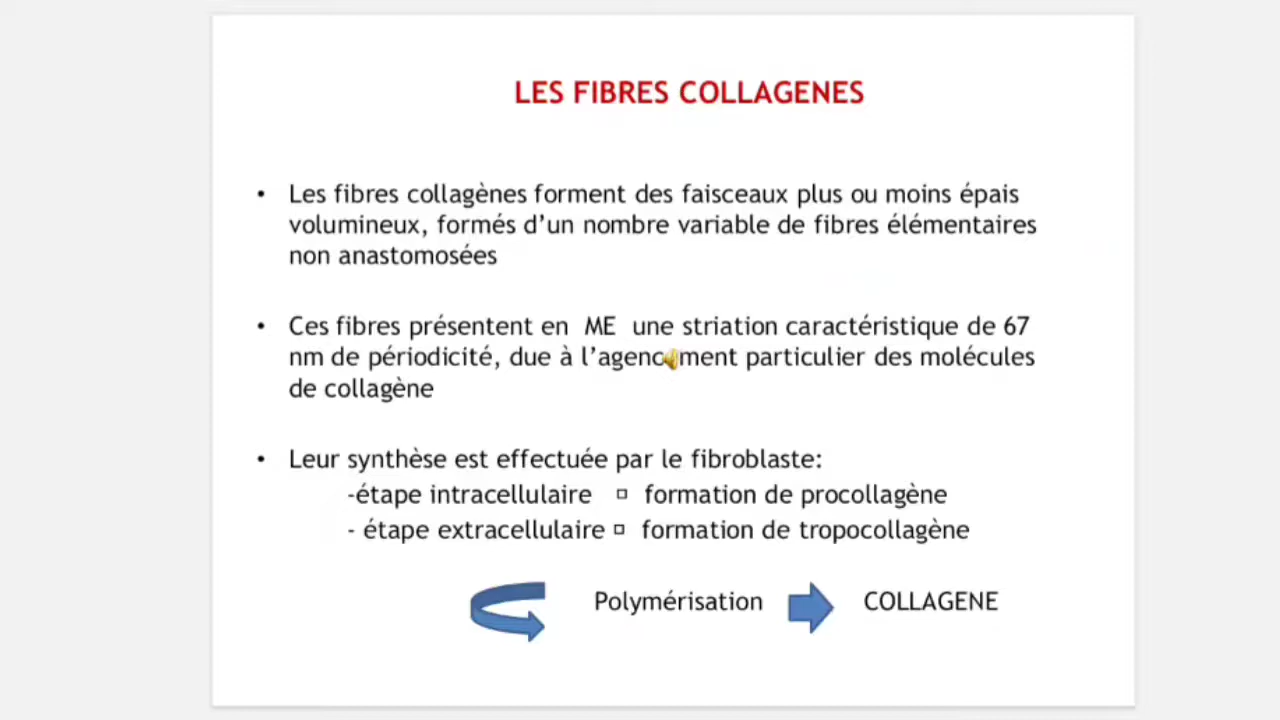 LES FIBRES COLLAGENES
• Les fibres collagènes forment des faisceaux plus ou moins épais
volumineux, formés d’un nombre variable de fibres élémentaires
non anastomosées
• Ces fibres présentent en ME une striation caractéristique de 67
nm de périodicité, due à l’agencement particulier des molécules
de collagène
• Leur synthèse est effectuée par le fibroblaste:
-étape intracellulaire □ formation de procollagène
- étape extracellulaire □ formation de tropocollagène
Polymérisation COLLAGENE